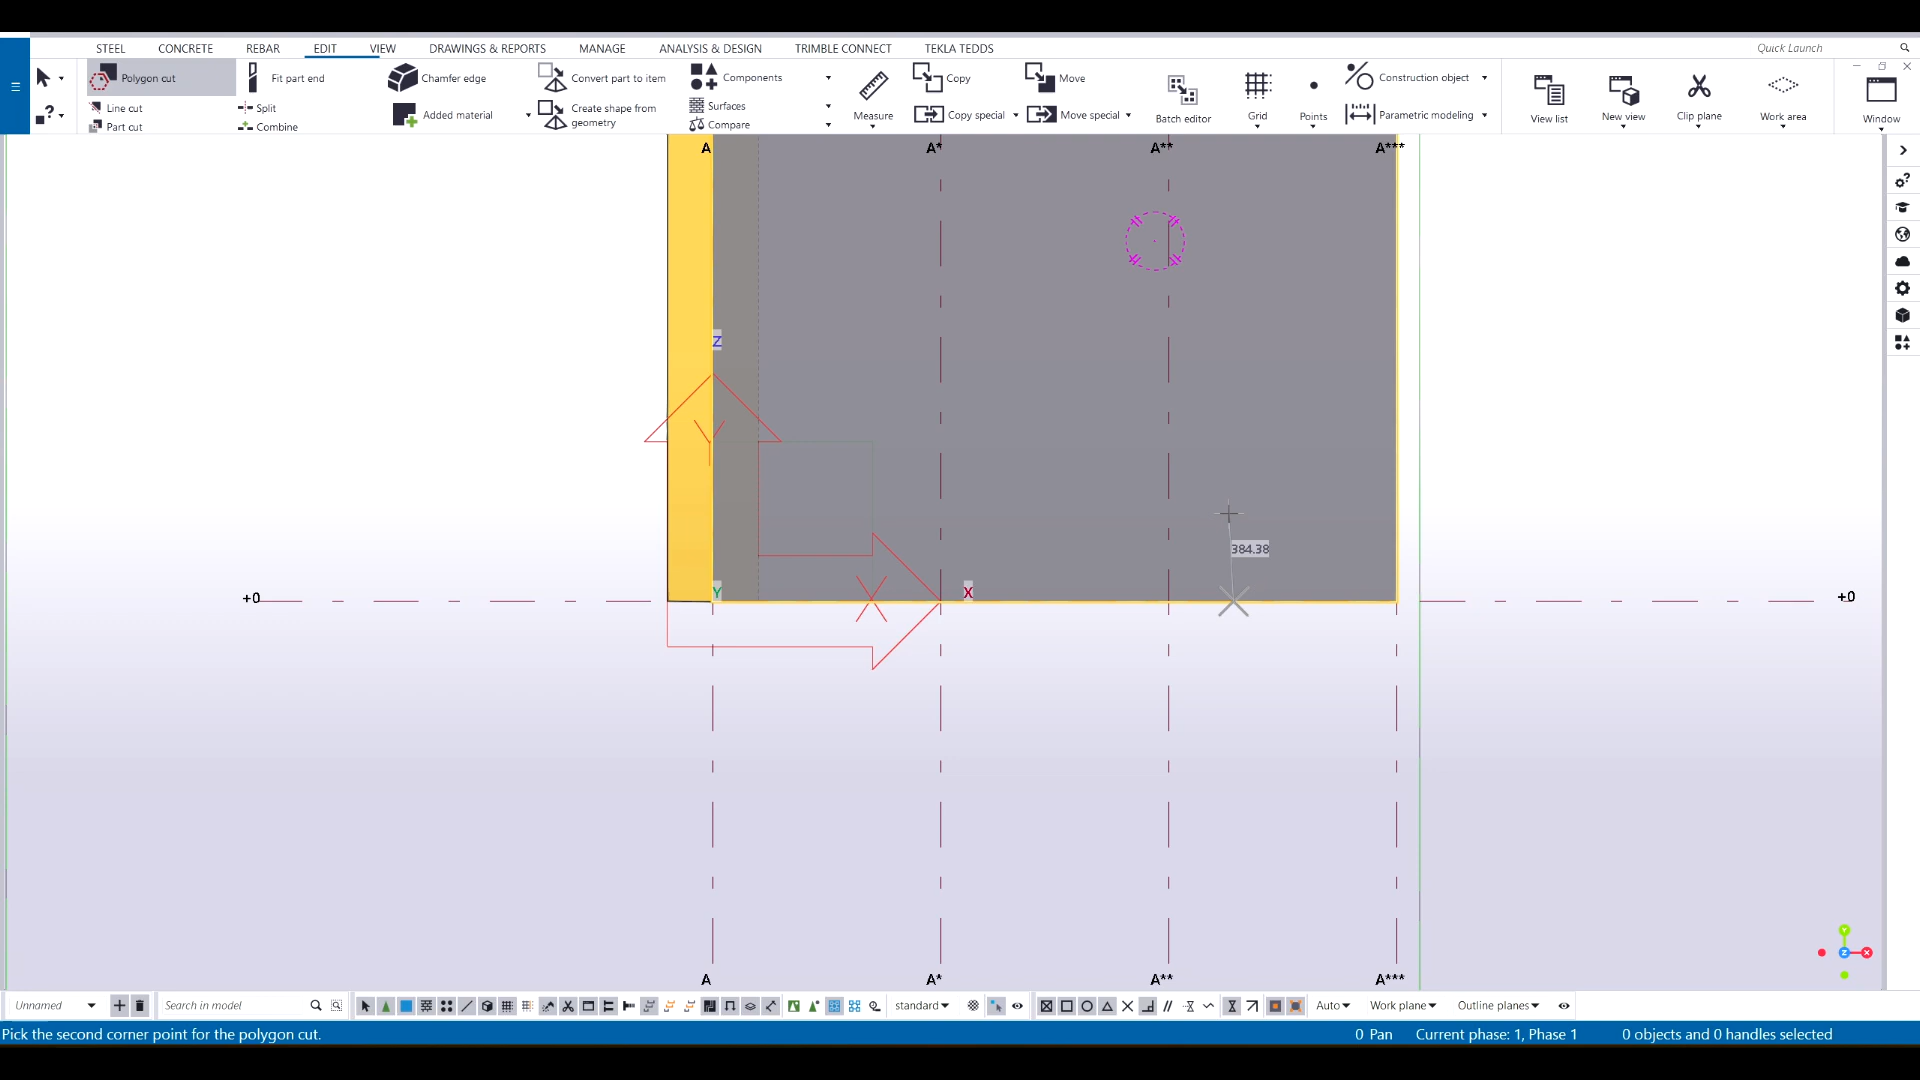 STEEL CONCRETE REBAR EDIT VIEW DRAWINGS & REPORTS MANAGE ANALYSIS & DESIGN TRIMBLE CONNECT TEKLA TEDDS Quick Launch
Polygon cut Fit part end Chamfer edge Convert part to item Components Copy Move Construction object
Line cut Split Create shape from geometry Surfaces
Added material Measure Copy special Move special Batch editor Grid Points Parametric modeling View list New view Clip plane Work area Window
Part cut Combine Compare
A A* A** A***
Z
Y
384.38
+0 Y X X +0
A A* A** A***
Y
Z X
Unnamed Search in model standard Auto Work plane Outline planes
Pick the second corner point for the polygon cut. 0 Pan Current phase: 1, Phase 1 0 objects and 0 handles selected